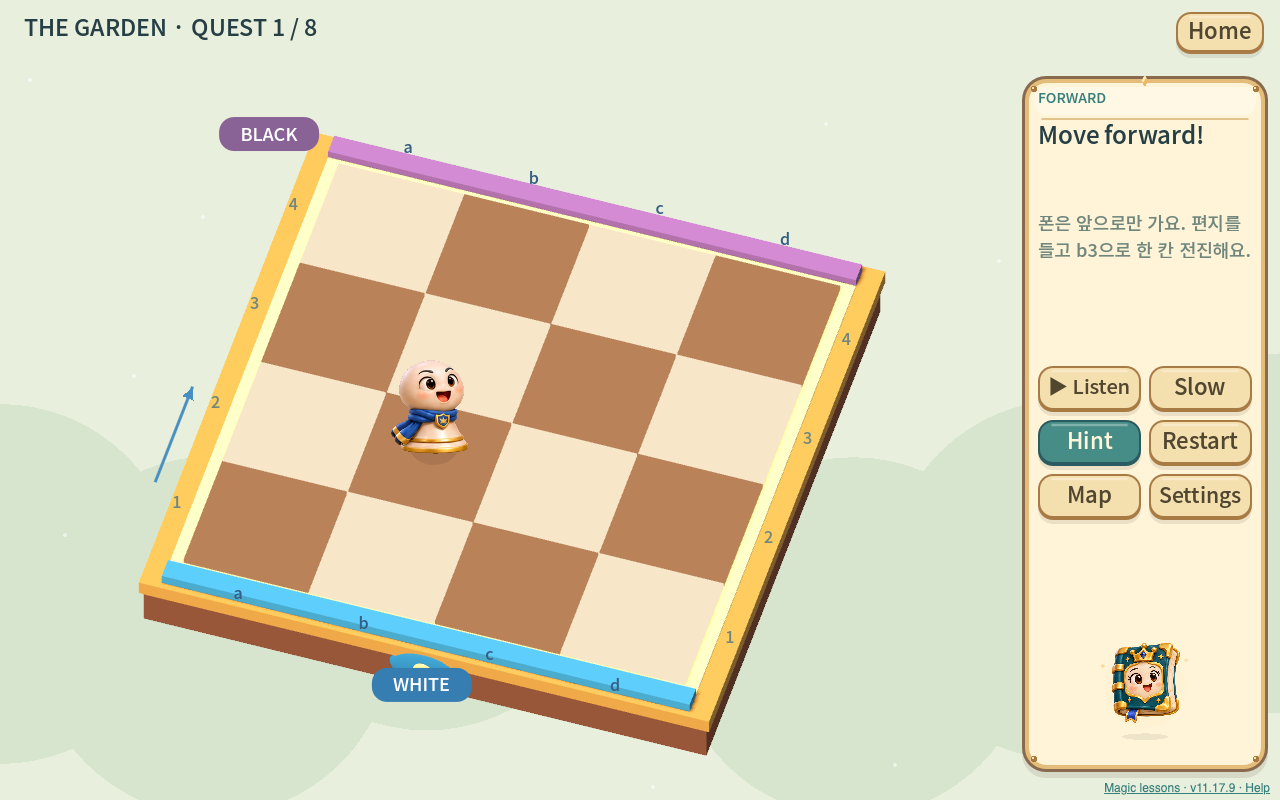 THE GARDEN · QUEST 1 / 8
Home
BLACK
a
b
c
d
4
3
2
1
4
3
2
1
a
b
c
d
WHITE
FORWARD
Move forward!
폰은 앞으로만 가요. 편지를
들고 b3으로 한 칸 전진해요.
▶ Listen
Slow
Hint
Restart
Map
Settings
Magic lessons · v11.17.9 · Help